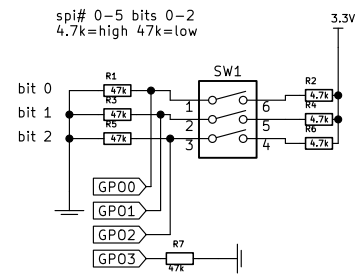 spi# 0-5 bits 0-2
4.7k=high 47k=low
3.3V
SW1
bit 0
R1
47k
1
6
R2
4.7k
bit 1
R3
47k
2
5
R4
4.7k
bit 2
R5
47k
3
4
R6
4.7k
GPO0
GPO1
GPO2
GPO3
R7
47k